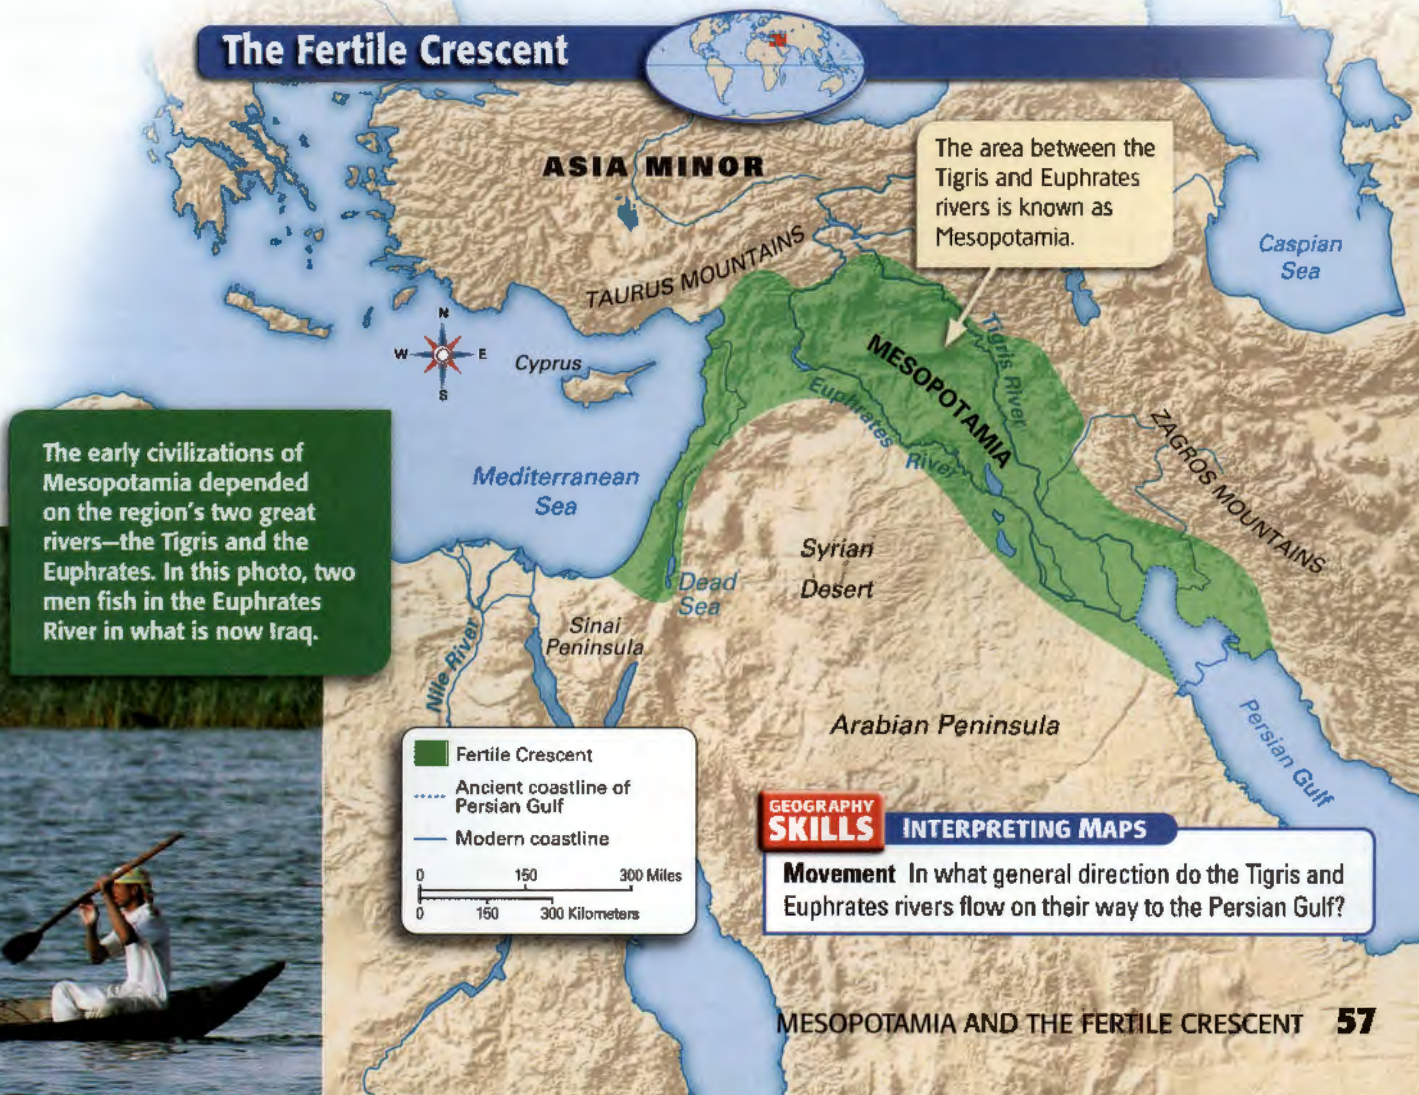 The Fertile Crescent
ASIA MINOR
The area between the
Tigris and Euphrates
rivers is known as
Mesopotamia.
Caspian
Sea
TAURUS MOUNTAINS
N
W
E
S
Cyprus
MESOPOTAMIA
Tigris River
Euphrates
River
ZAGROS MOUNTAINS
The early civilizations of
Mesopotamia depended
on the region's two great
rivers—the Tigris and the
Euphrates. In this photo, two
men fish in the Euphrates
River in what is now Iraq.
Mediterranean
Sea
Syrian
Desert
Dead
Sea
Sinai
Peninsula
Nile River
Arabian Peninsula
Persian Gulf
Fertile Crescent
Ancient coastline of
Persian Gulf
Modern coastline
0 150 300 Miles
0 150 300 Kilometers
GEOGRAPHY
SKILLS
INTERPRETING MAPS
Movement In what general direction do the Tigris and
Euphrates rivers flow on their way to the Persian Gulf?
MESOPOTAMIA AND THE FERTILE CRESCENT 57